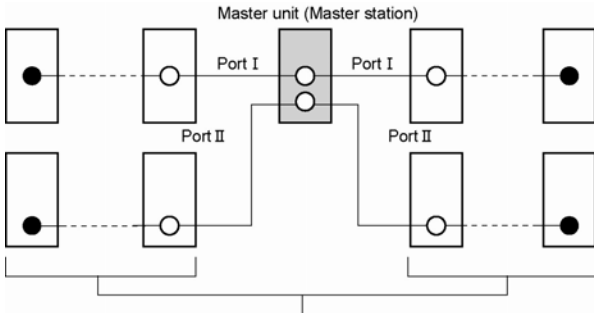 Master unit (Master station)
Port Ⅰ Port Ⅰ
Port Ⅱ Port Ⅱ